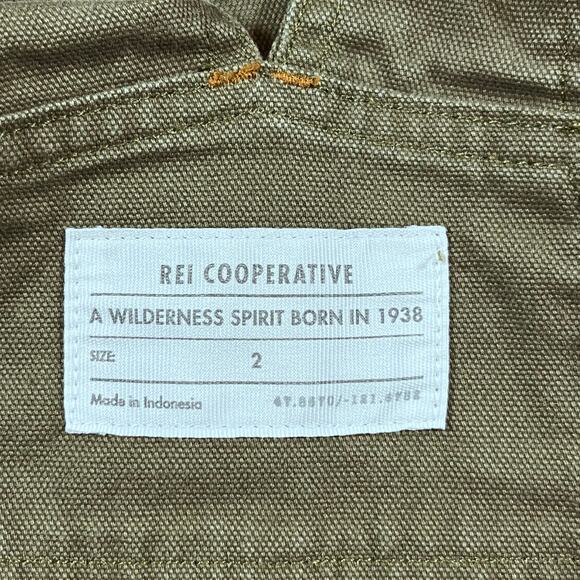 REI COOPERATIVE
A WILDERNESS SPIRIT BORN IN 1938
SIZE: 2
Made in Indonesia